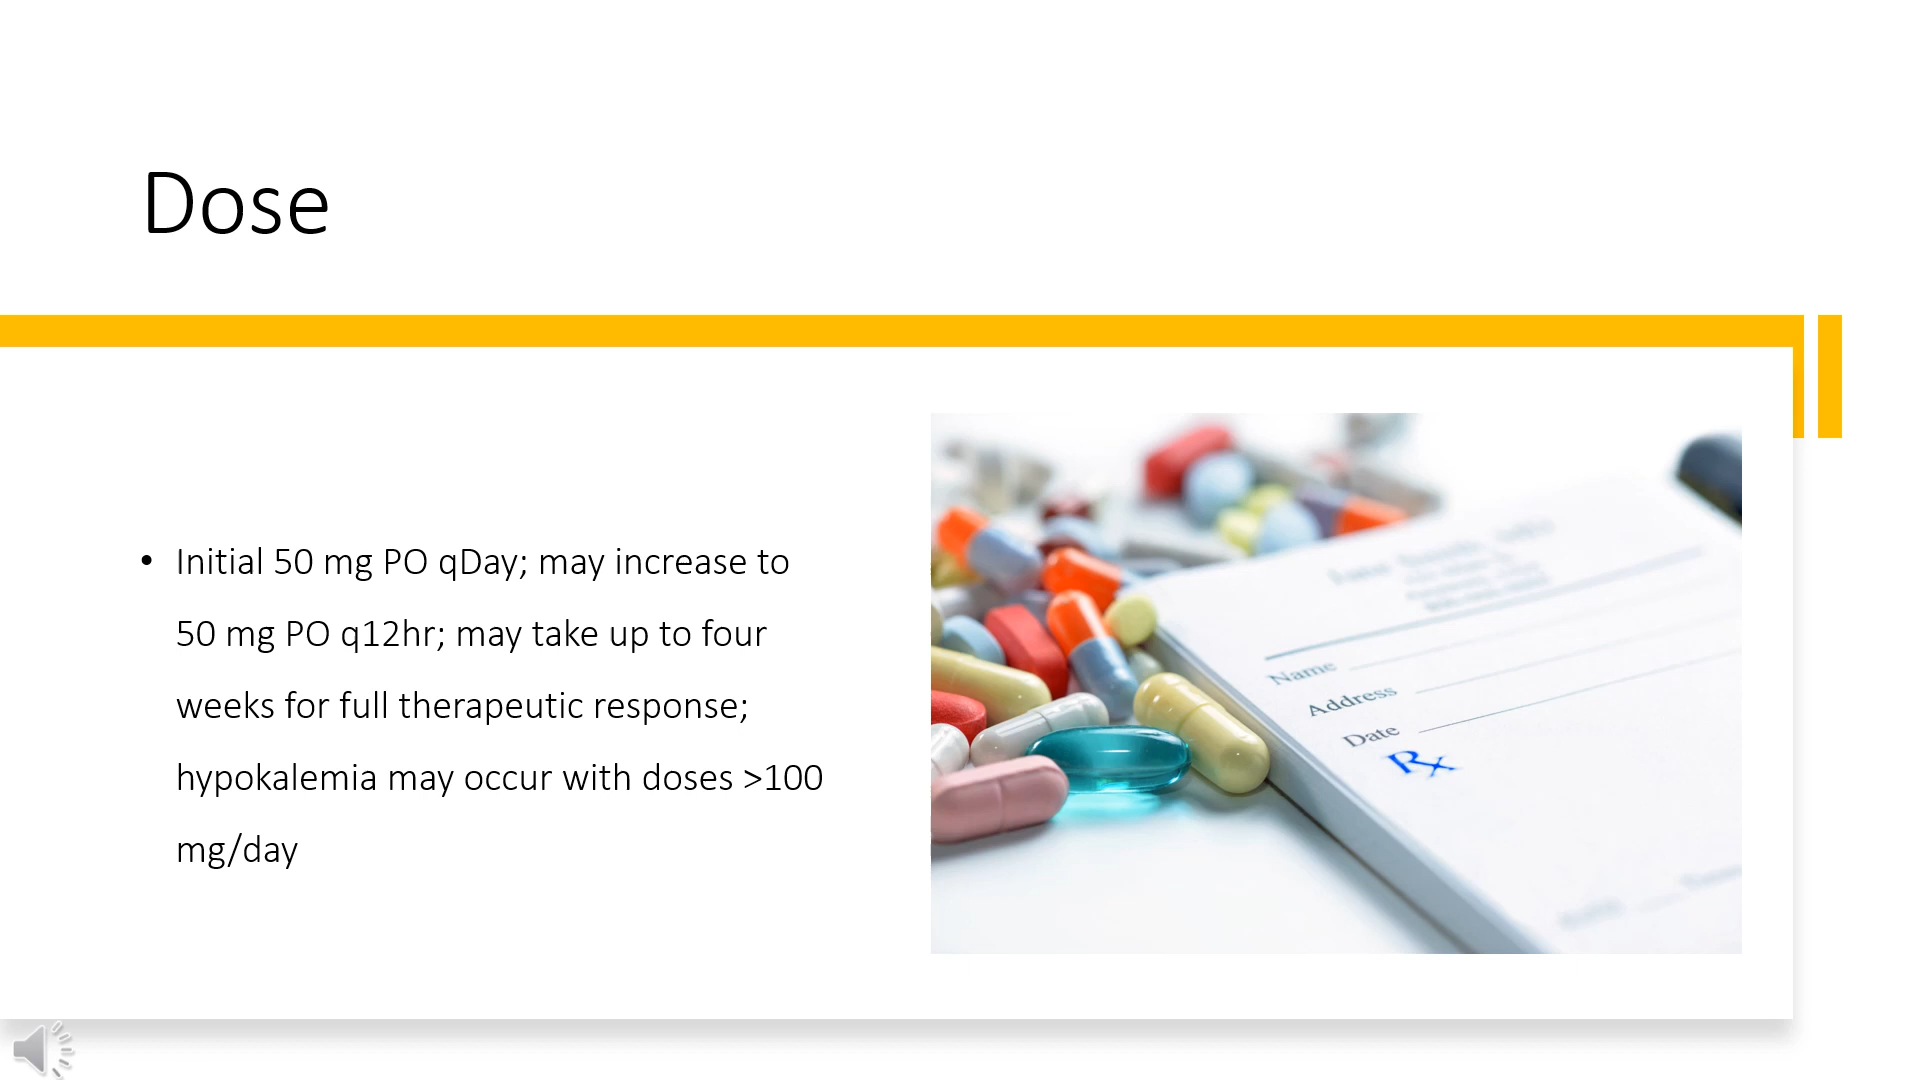 Dose
• Initial 50 mg PO qDay; may increase to
50 mg PO q12hr; may take up to four
weeks for full therapeutic response;
hypokalemia may occur with doses >100
mg/day
Name
Address
Date
Rx